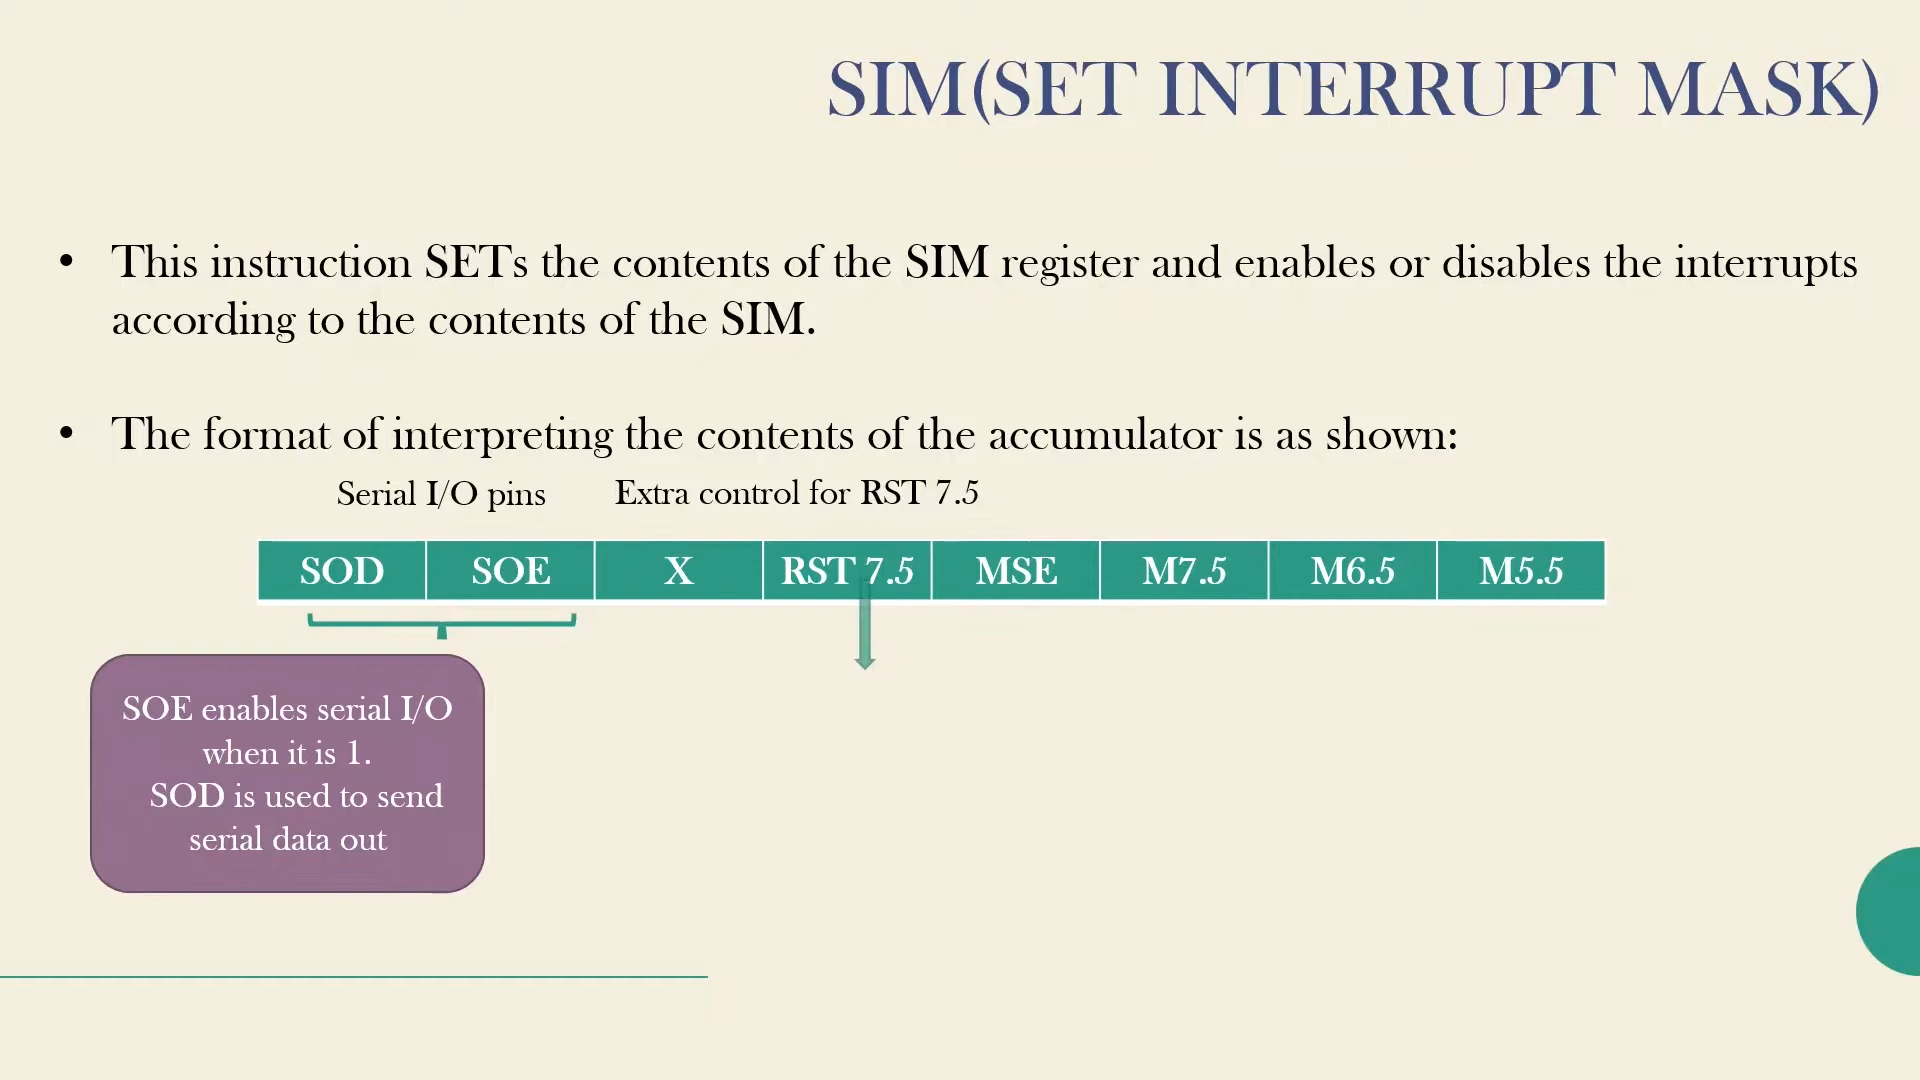 SIM(SET INTERRUPT MASK)
• This instruction SETs the contents of the SIM register and enables or disables the interrupts
according to the contents of the SIM.
• The format of interpreting the contents of the accumulator is as shown:
Serial I/O pins Extra control for RST 7.5
SOD SOE X RST 7.5 MSE M7.5 M6.5 M5.5
SOE enables serial I/O
when it is 1.
SOD is used to send
serial data out